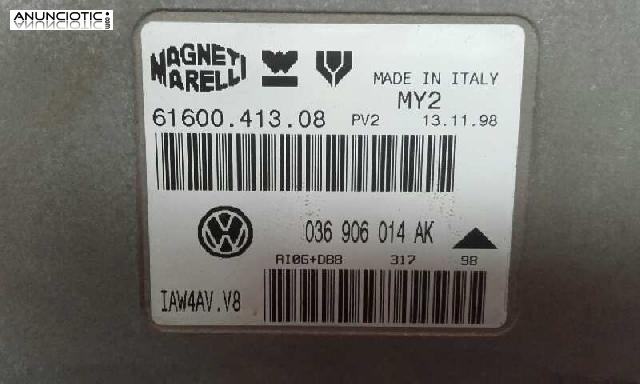 ANUNCIOTIC.com
MAGNETI MARELLI
MADE IN ITALY
MY2
61600.413.08 PV2 13.11.98
036 906 014 AK
AI0G+DB8 317 98
IAW4AV.V8